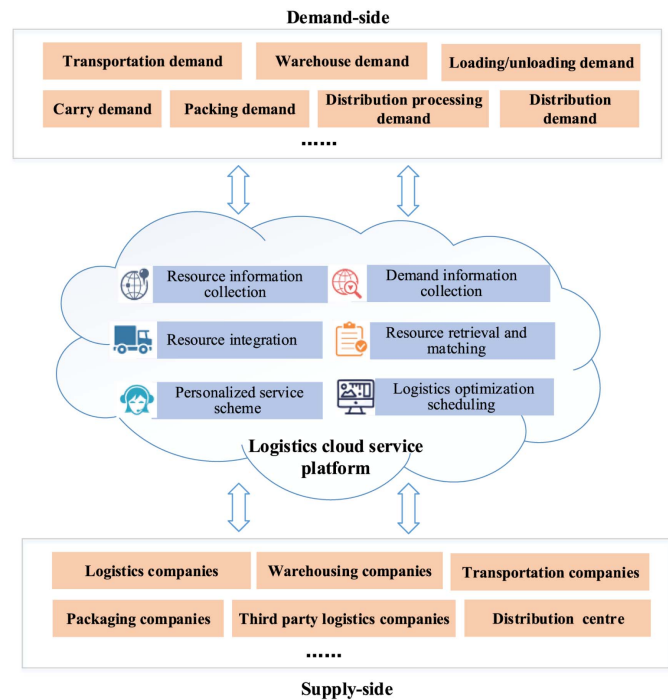 Demand-side
Transportation demand
Warehouse demand
Loading/unloading demand
Carry demand
Packing demand
Distribution processing
demand
Distribution
demand
......
Resource information
collection
Demand information
collection
Resource integration
Resource retrieval and
matching
Personalized service
scheme
Logistics optimization
scheduling
Logistics cloud service
platform
Logistics companies
Warehousing companies
Transportation companies
Packaging companies
Third party logistics companies
Distribution centre
......
Supply-side